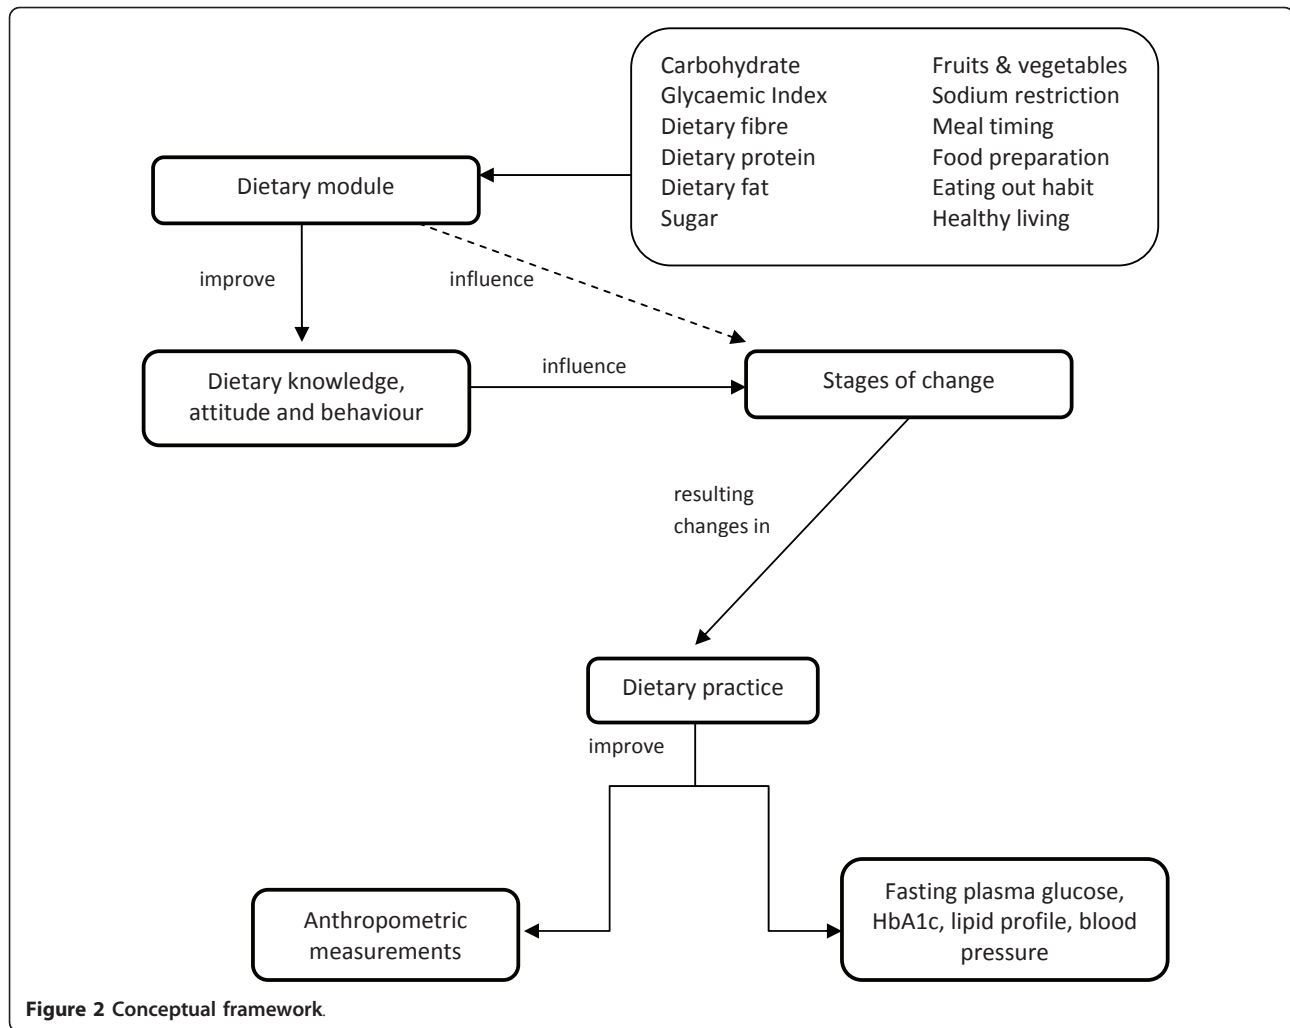 Carbohydrate
Glycaemic Index
Dietary fibre
Dietary protein
Dietary fat
Sugar
Fruits & vegetables
Sodium restriction
Meal timing
Food preparation
Eating out habit
Healthy living
Dietary module
improve
influence
Dietary knowledge,
attitude and behaviour
influence
Stages of change
resulting
changes in
Dietary practice
improve
Anthropometric
measurements
Fasting plasma glucose,
HbA1c, lipid profile, blood
pressure
Figure 2 Conceptual framework.